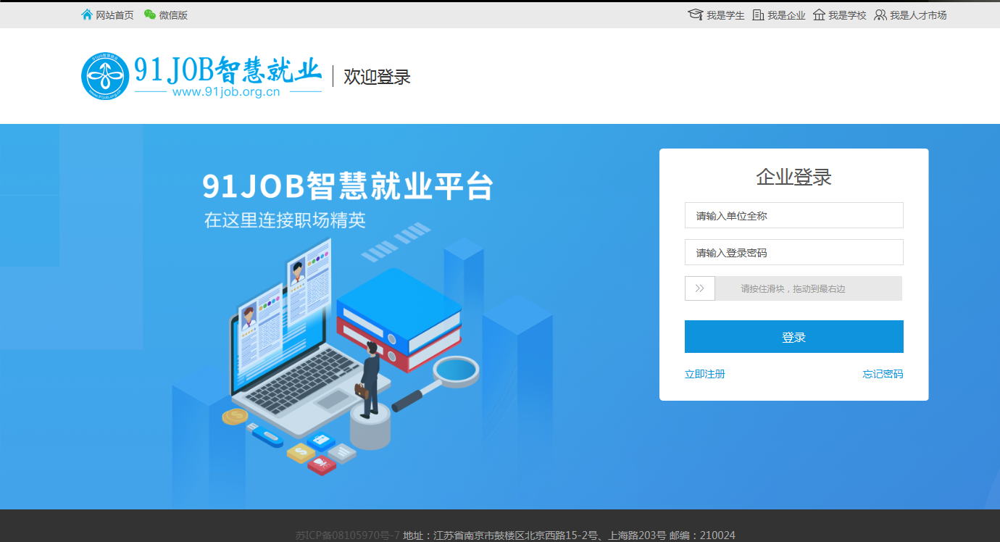 网站首页 微信版 我是学生 我是企业 我是学校 我是人才市场
91JOB智慧就业
www.91job.org.cn
欢迎登录
91JOB智慧就业平台
在这里连接职场精英
企业登录
请输入单位全称
请输入登录密码
请按住滑块，拖动到最右边
登录
立即注册 忘记密码
苏ICP备08105970号-7 地址：江苏省南京市鼓楼区北京西路15-2号、上海路203号 邮编：210024